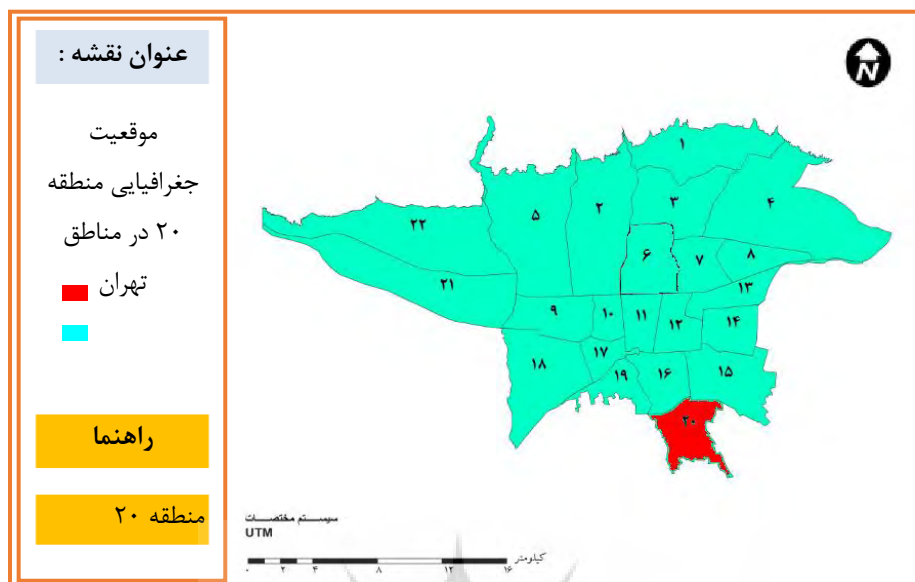 عنوان نقشه :
موقعیت
جغرافیایی منطقه
۲۰ در مناطق
تهران
راهنما
منطقه ۲۰
N
۱
۲
۳
۴
۵
۶
۷
۸
۲۲
۲۱
۱۳
۹
۱۰
۱۱
۱۲
۱۴
۱۸
۱۷
۱۹
۱۶
۱۵
۲۰
سیستم مختصات
UTM
کیلومتر
۰ ۲ ۴ ۸ ۱۲ ۱۶